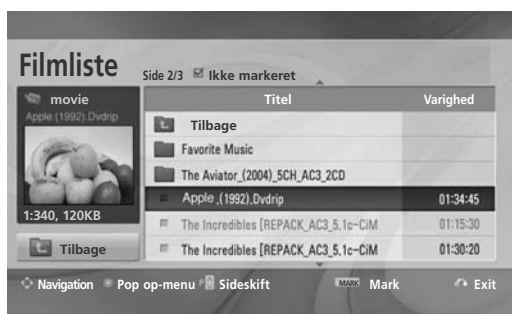 Filmliste
Side 2/3 Ikke markeret
movie
Apple.(1992).Dvdrip
1:340, 120KB
Tilbage
Titel Varighed
Tilbage
Favorite Music
The Aviator_(2004)_5CH_AC3_2CD
Apple.(1992).Dvdrip 01:34:45
The Incredibles [REPACK_AC3_5,1c-CiM 01:15:30
The Incredibles [REPACK_AC3_5,1c-CiM 01:30:20
Navigation Pop op-menu P Sideskift MARK Mark Exit